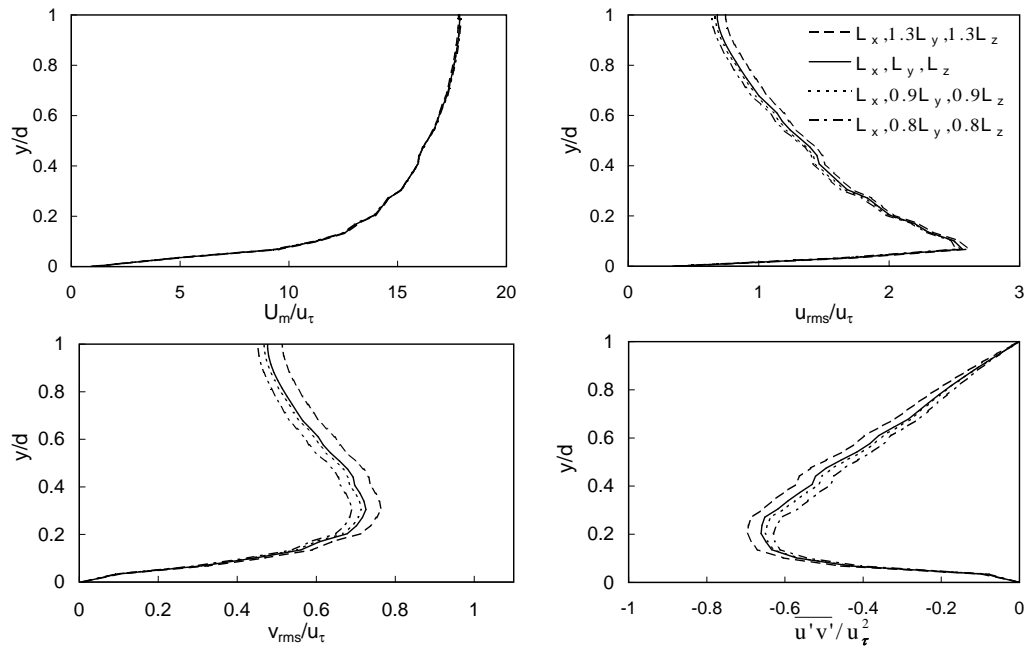 1
0.8
0.6
0.4
0.2
0
y/d
0 5 10 15 20
U_m/u_τ
1
0.8
0.6
0.4
0.2
0
y/d
0 1 2 3
u_rms/u_τ
L_x,1.3L_y,1.3L_z
L_x,L_y,L_z
L_x,0.9L_y,0.9L_z
L_x,0.8L_y,0.8L_z
1
0.8
0.6
0.4
0.2
0
y/d
0 0.2 0.4 0.6 0.8 1
v_rms/u_τ
1
0.8
0.6
0.4
0.2
0
y/d
-1 -0.8 -0.6 -0.4 -0.2 0
u'v'/u_τ^2